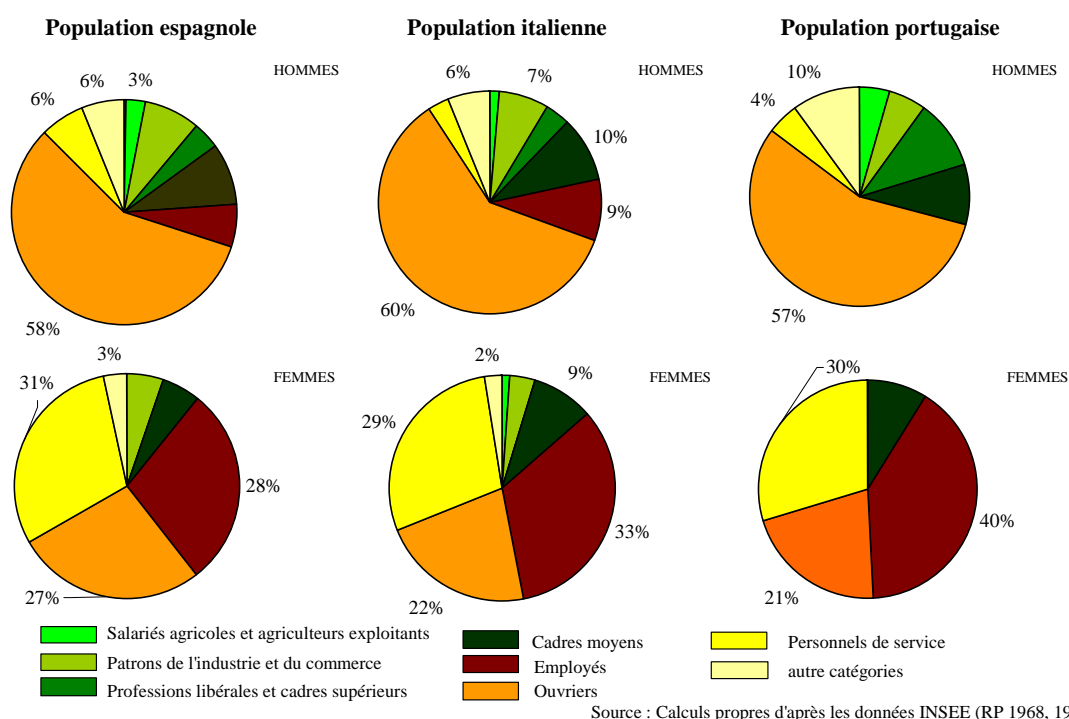 Population espagnole
Population italienne
Population portugaise
HOMMES
HOMMES
HOMMES
6%
6%
3%
58%
6%
7%
10%
9%
60%
10%
4%
57%
FEMMES
FEMMES
FEMMES
3%
31%
28%
27%
2%
9%
29%
33%
22%
30%
40%
21%
Salariés agricoles et agriculteurs exploitants
Patrons de l'industrie et du commerce
Professions libérales et cadres supérieurs
Cadres moyens
Employés
Ouvriers
Personnels de service
autre catégories
Source : Calculs propres d'après les données INSEE (RP 1968, 19